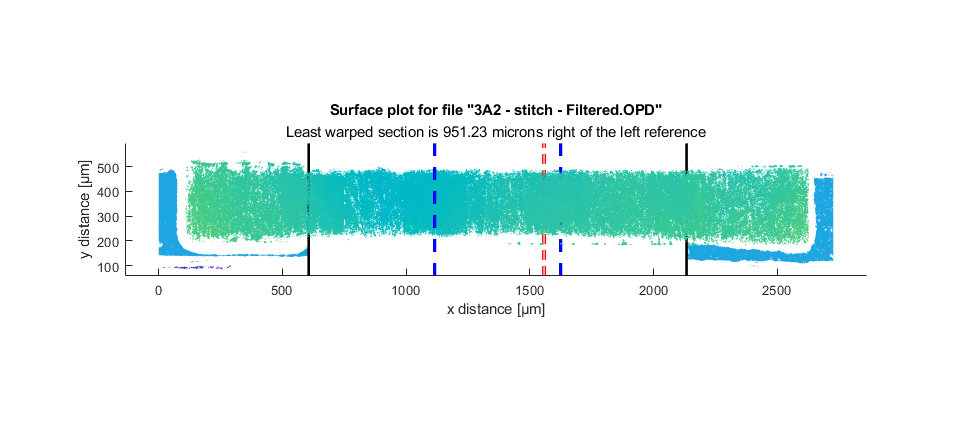 Surface plot for file "3A2 - stitch - Filtered.OPD"
Least warped section is 951.23 microns right of the left reference
500
400
300
200
100
y distance [µm]
0 500 1000 1500 2000 2500
x distance [µm]